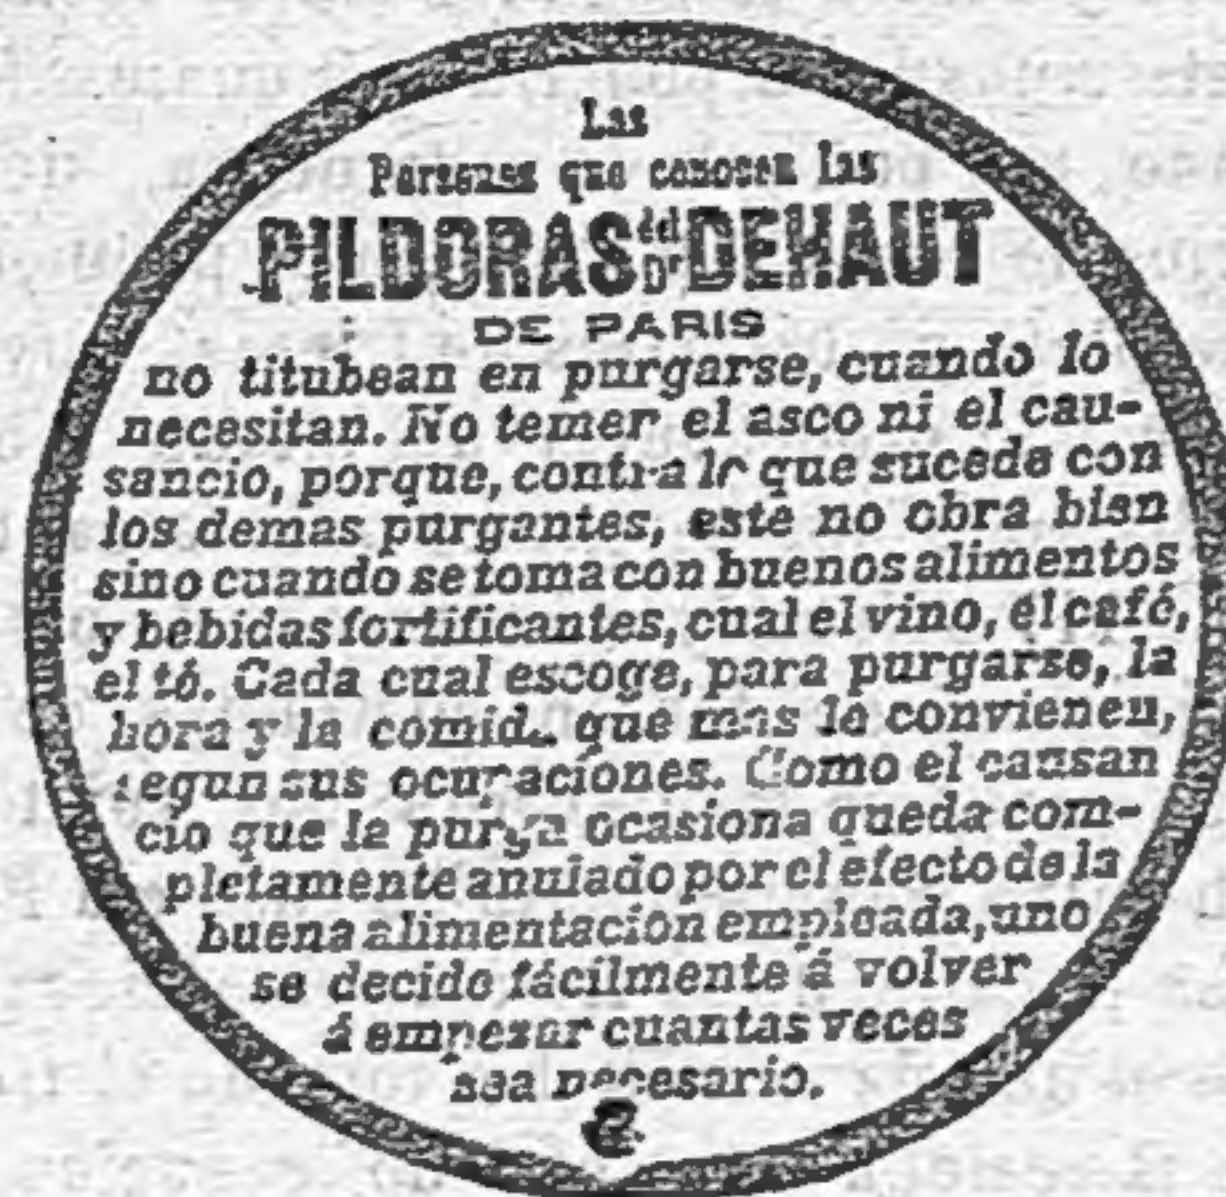 Las
Personas que conocen las
PILDORAS del Dr DEHAUT
DE PARIS
no titubean en purgarse, cuando lo
necesitan. No temer el asco ni el cau-
sancio, porque, contra lo que sucede con
los demas purgantes, este no obra bien
sino cuando se toma con buenos alimentos
y bebidas fortificantes, cual el vino, el café,
el té. Cada cual escoge, para purgarse, la
hora y la comida que mas le convienen,
segun sus ocupaciones. Como el causan
cio que la purga ocasiona queda com-
pletamente anulado por el efecto de la
buena alimentacion empleada, uno
se decide fácilmente á volver
á empezar cuantas veces
sea necesario.